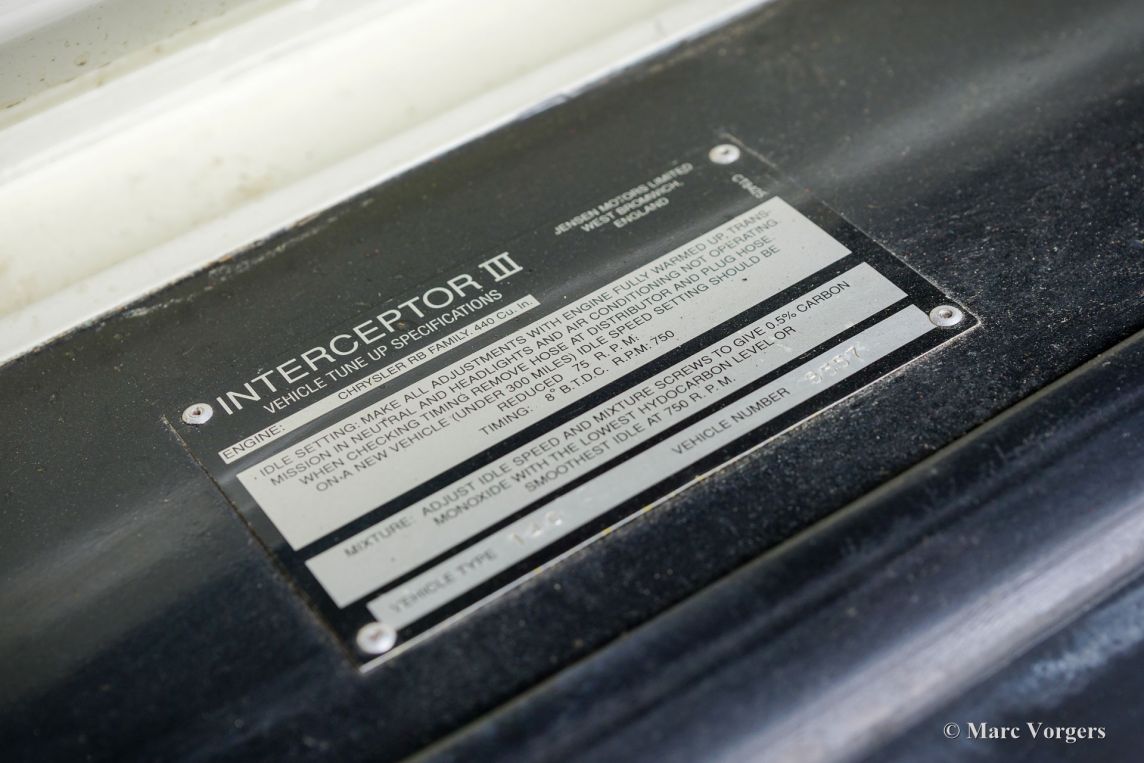 JENSEN MOTORS LIMITED
WEST BROMWICH,
ENGLAND
INTERCEPTOR III
VEHICLE TUNE UP SPECIFICATIONS
ENGINE: CHRYSLER RB FAMILY. 440 Cu. In.
IDLE SETTING: MAKE ALL ADJUSTMENTS WITH ENGINE FULLY WARMED UP, TRANS-
MISSION IN NEUTRAL AND HEADLIGHTS AND AIR CONDITIONING NOT OPERATING.
WHEN CHECKING TIMING REMOVE HOSE AT DISTRIBUTOR AND PLUG HOSE
ON.A NEW VEHICLE (UNDER 300 MILES) IDLE SPEED SETTING SHOULD BE
REDUCED 75 R. P. M.
TIMING: 8° B.T.D.C. R.P.M: 750
MIXTURE: ADJUST IDLE SPEED AND MIXTURE SCREWS TO GIVE 0.5% CARBON
MONOXIDE WITH THE LOWEST HYDOCARBON LEVEL OR
SMOOTHEST IDLE AT 750 R. P. M.
VEHICLE TYPE VEHICLE NUMBER
© Marc Vorgers